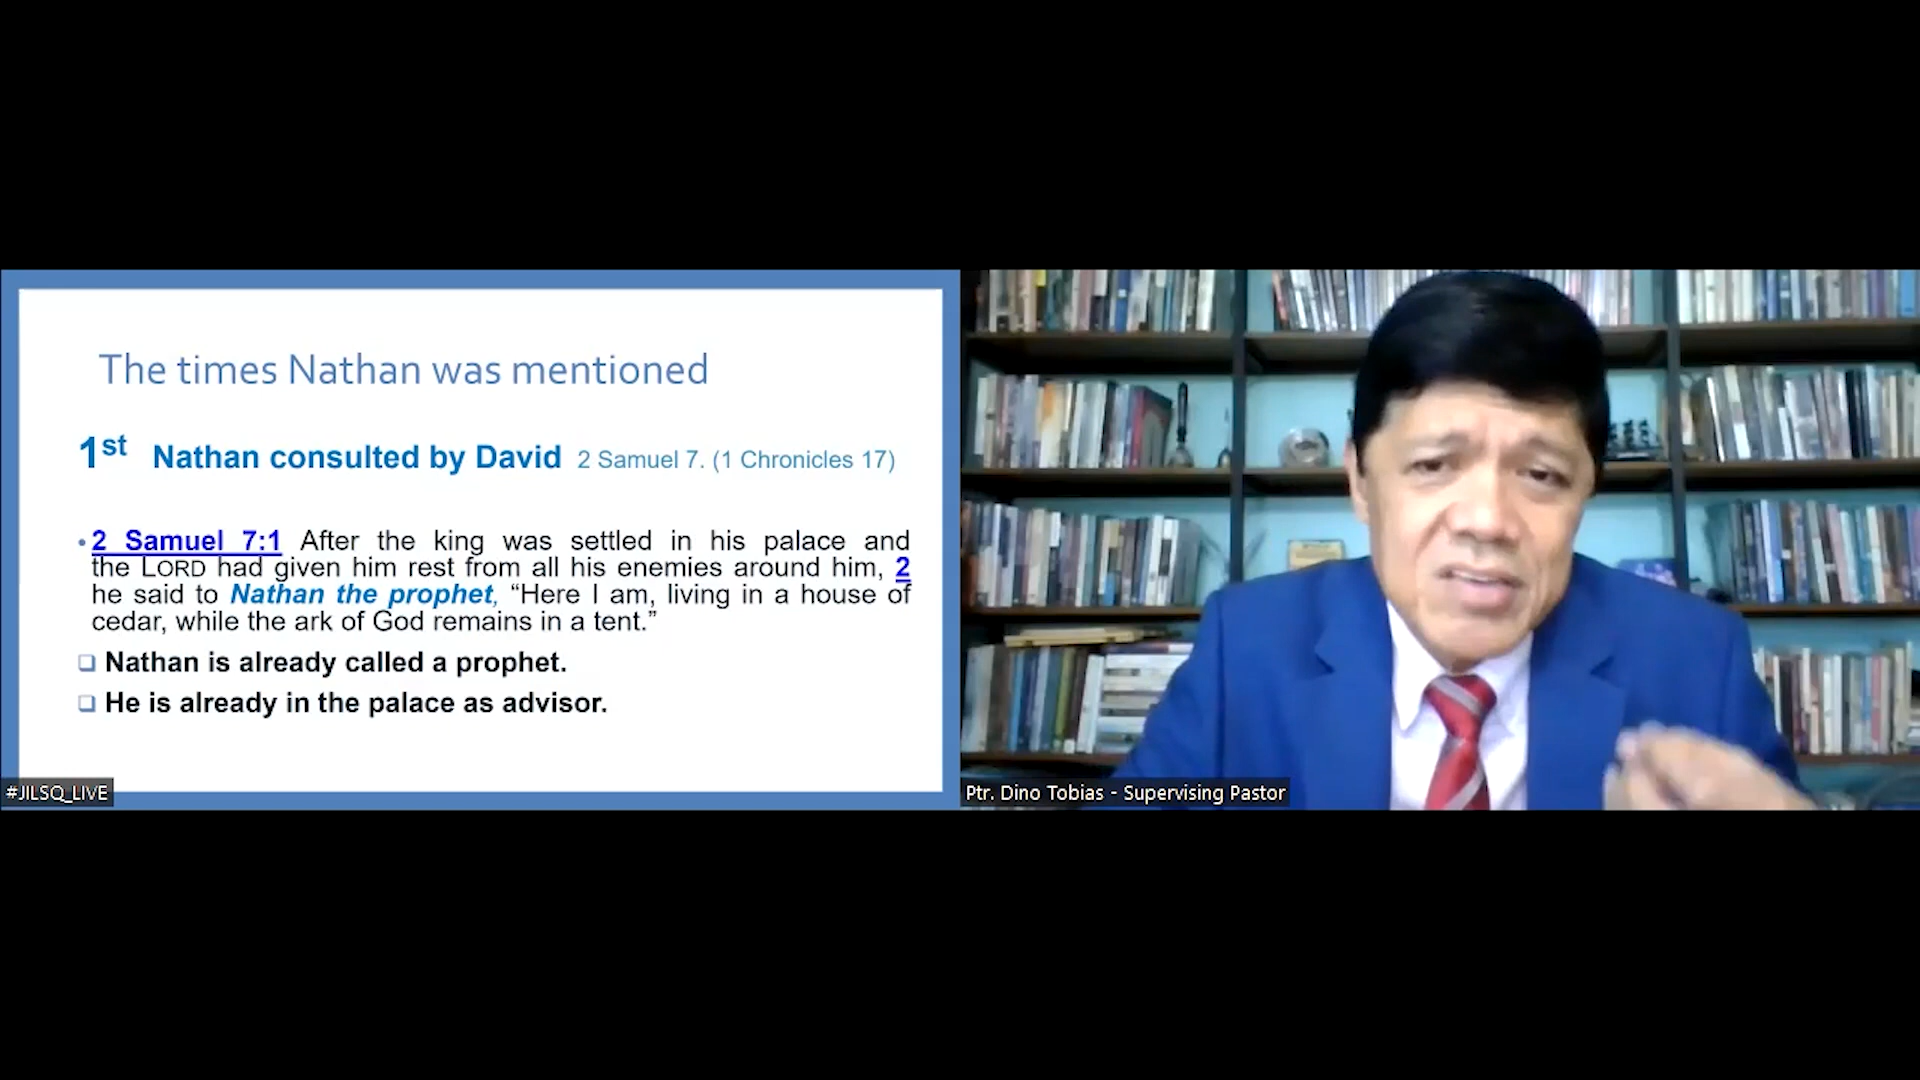 The times Nathan was mentioned
1st Nathan consulted by David 2 Samuel 7. (1 Chronicles 17)
• 2 Samuel 7:1 After the king was settled in his palace and
the LORD had given him rest from all his enemies around him, 2
he said to Nathan the prophet, “Here I am, living in a house of
cedar, while the ark of God remains in a tent.”
❑ Nathan is already called a prophet.
❑ He is already in the palace as advisor.
#JILSQ_LIVE
Ptr. Dino Tobias - Supervising Pastor